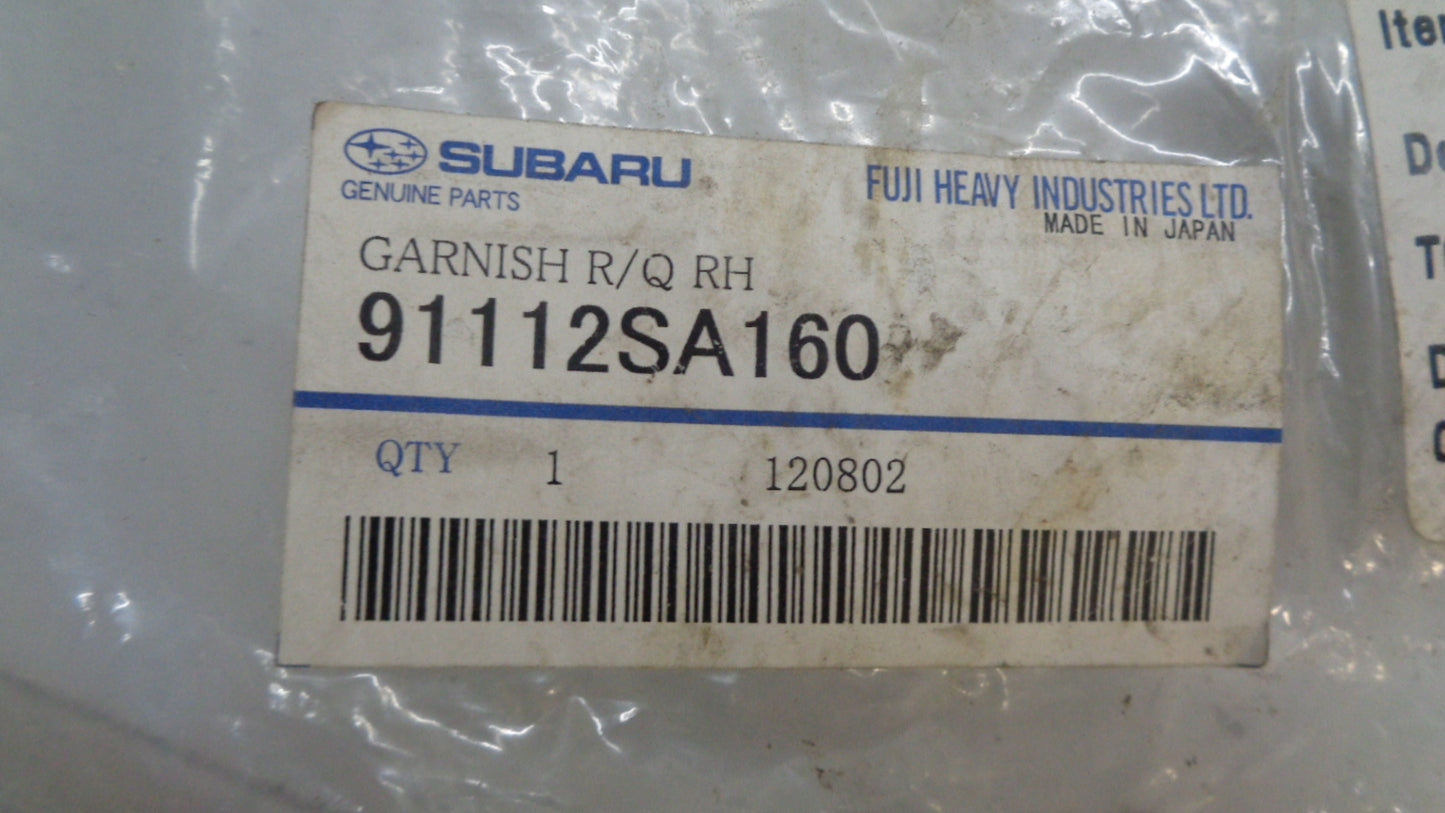 SUBARU
GENUINE PARTS
FUJI HEAVY INDUSTRIES LTD.
MADE IN JAPAN
GARNISH R/Q RH
91112SA160
QTY 1 120802